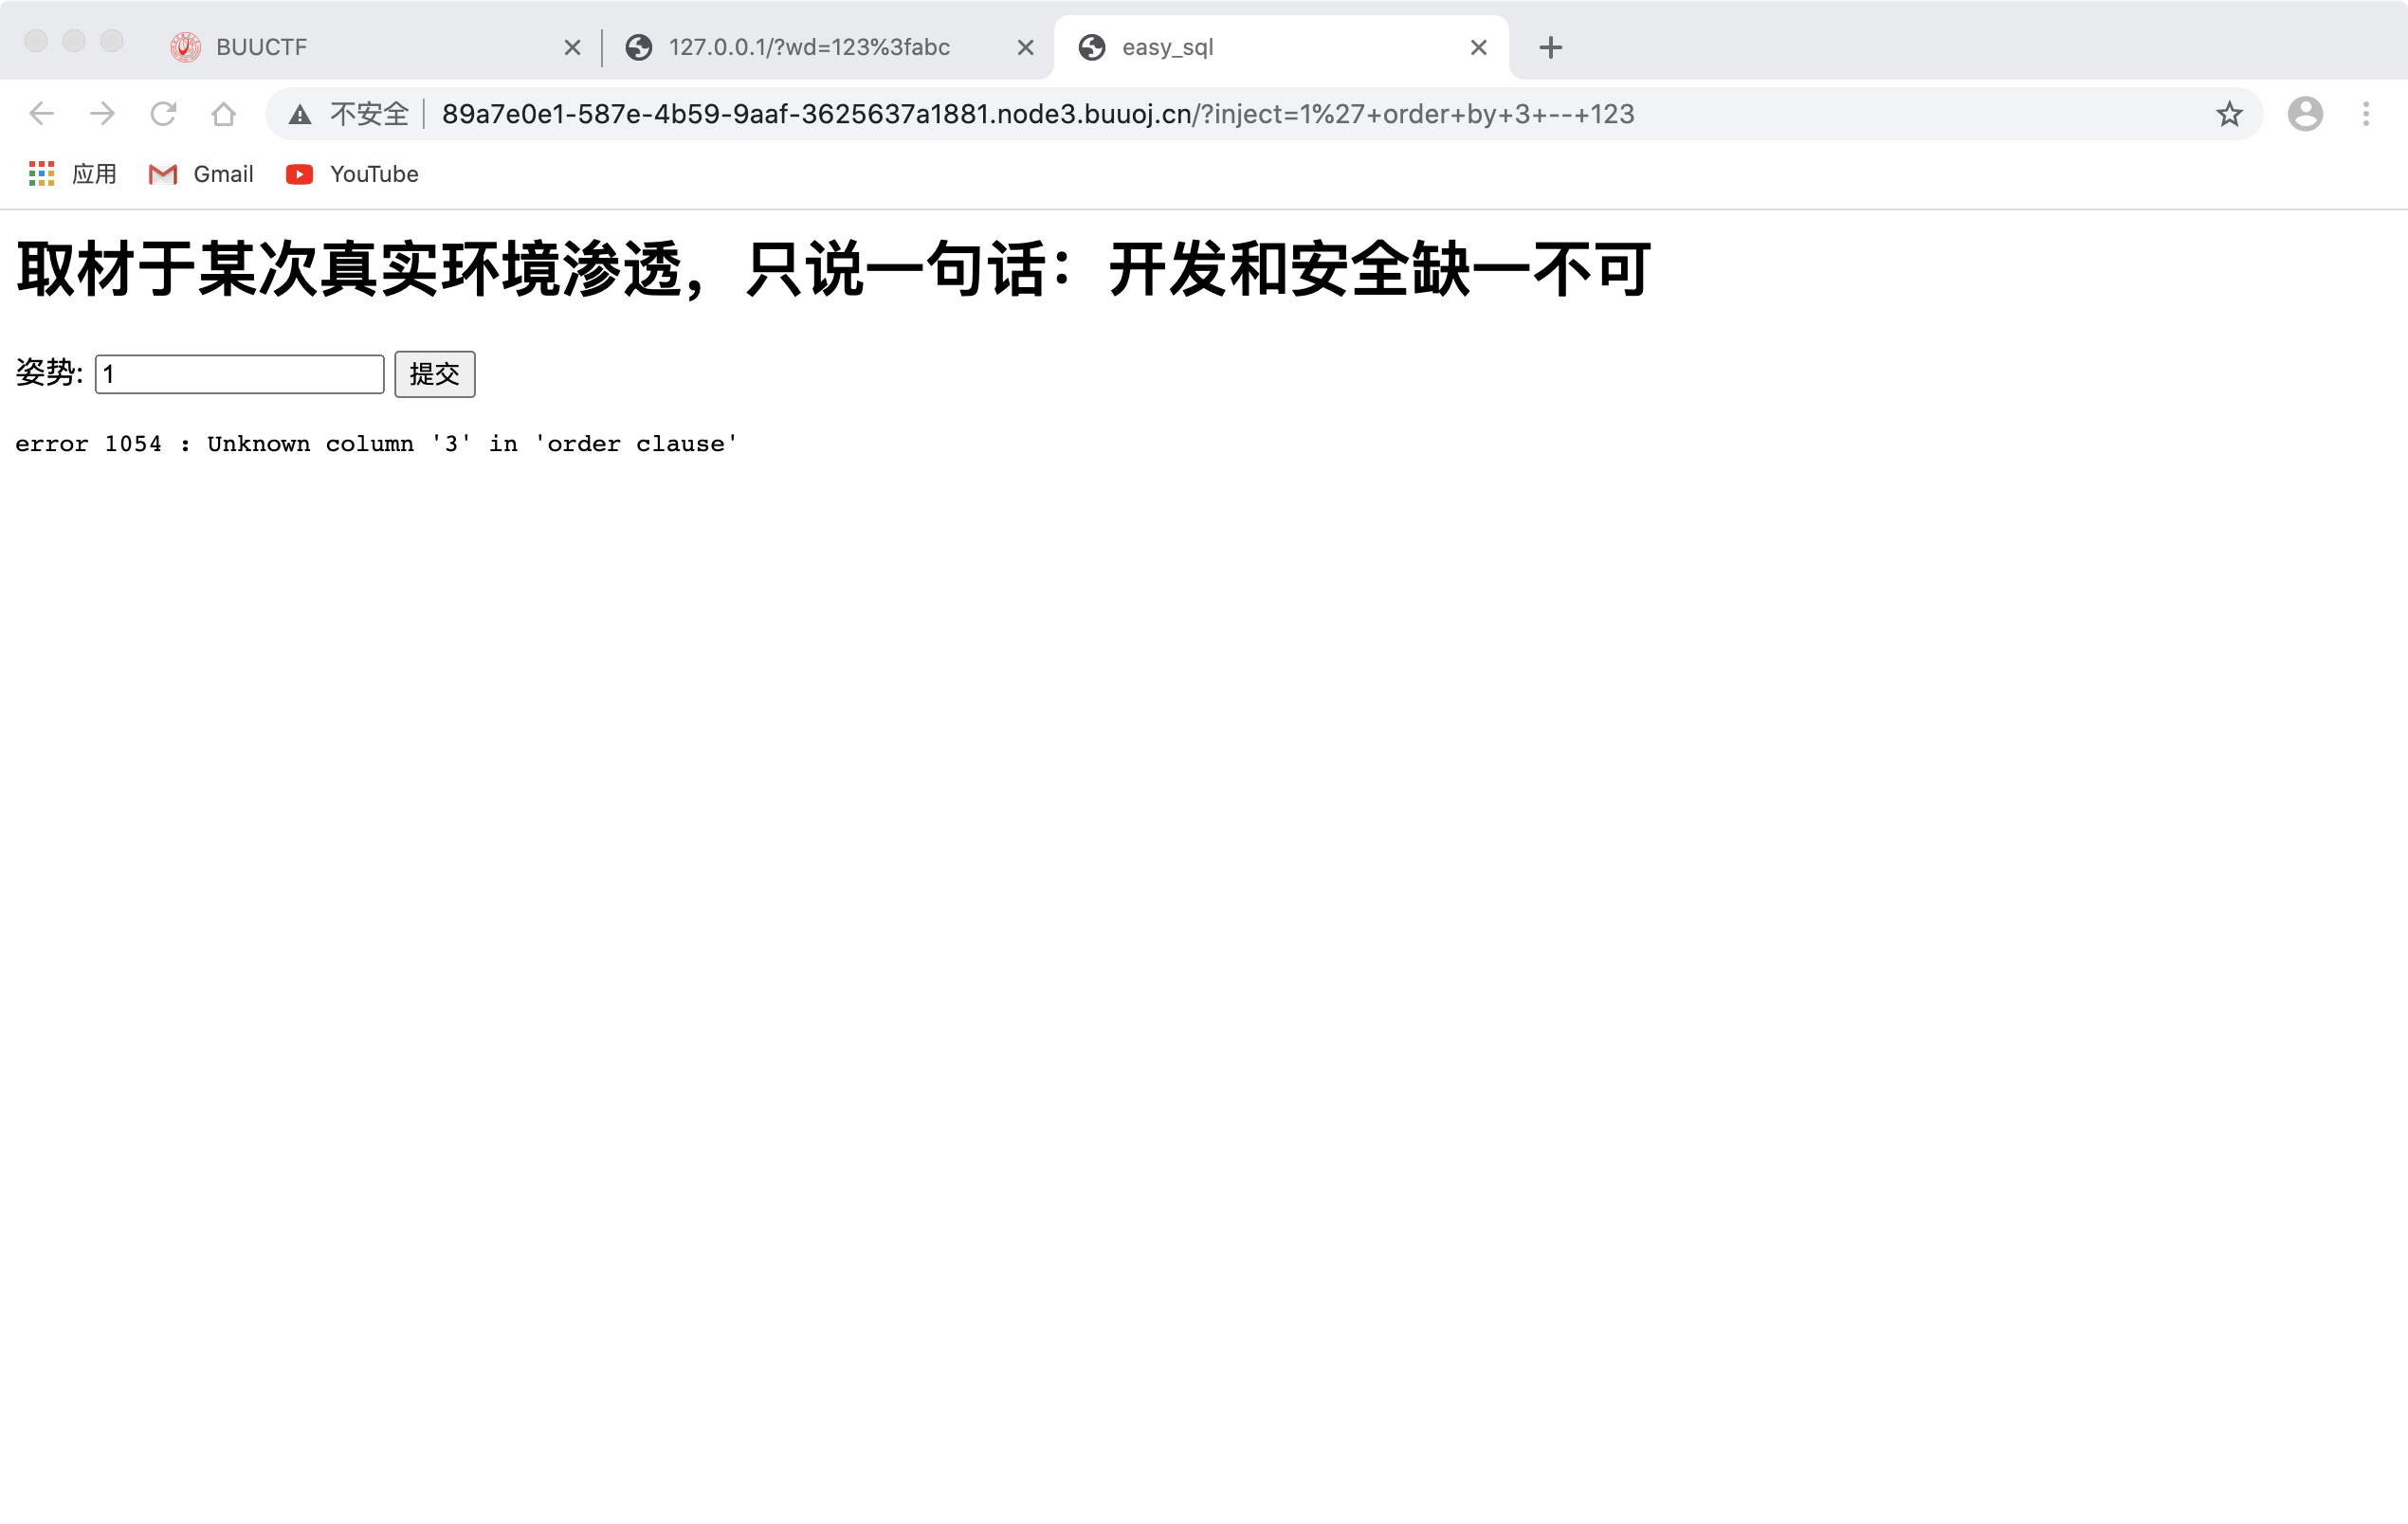 BUUCTF
127.0.0.1/?wd=123%3fabc
easy_sql
不安全
89a7e0e1-587e-4b59-9aaf-3625637a1881.node3.buuoj.cn/?inject=1%27+order+by+3+--+123
应用
Gmail
YouTube
取材于某次真实环境渗透，只说一句话：开发和安全缺一不可
姿势: 1 提交
error 1054 : Unknown column '3' in 'order clause'